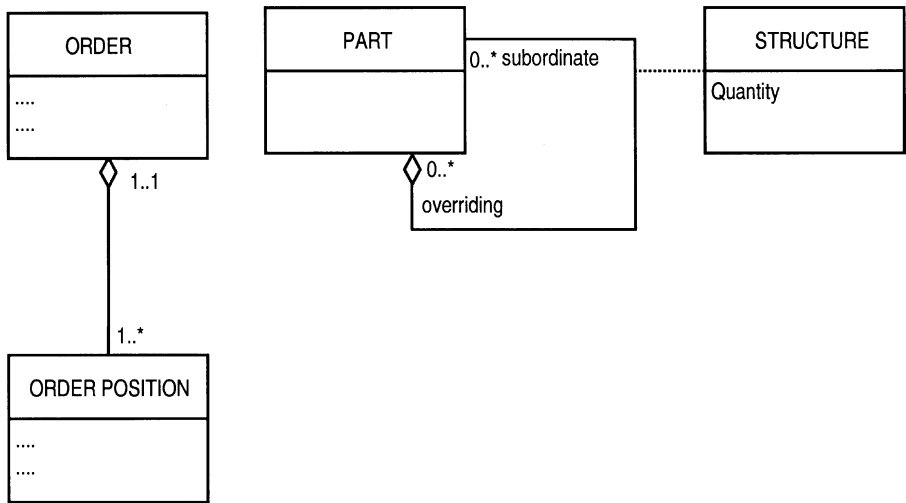 ORDER
....
....
1..1
1..*
ORDER POSITION
....
....
PART
0..* subordinate
0..*
overriding
STRUCTURE
Quantity